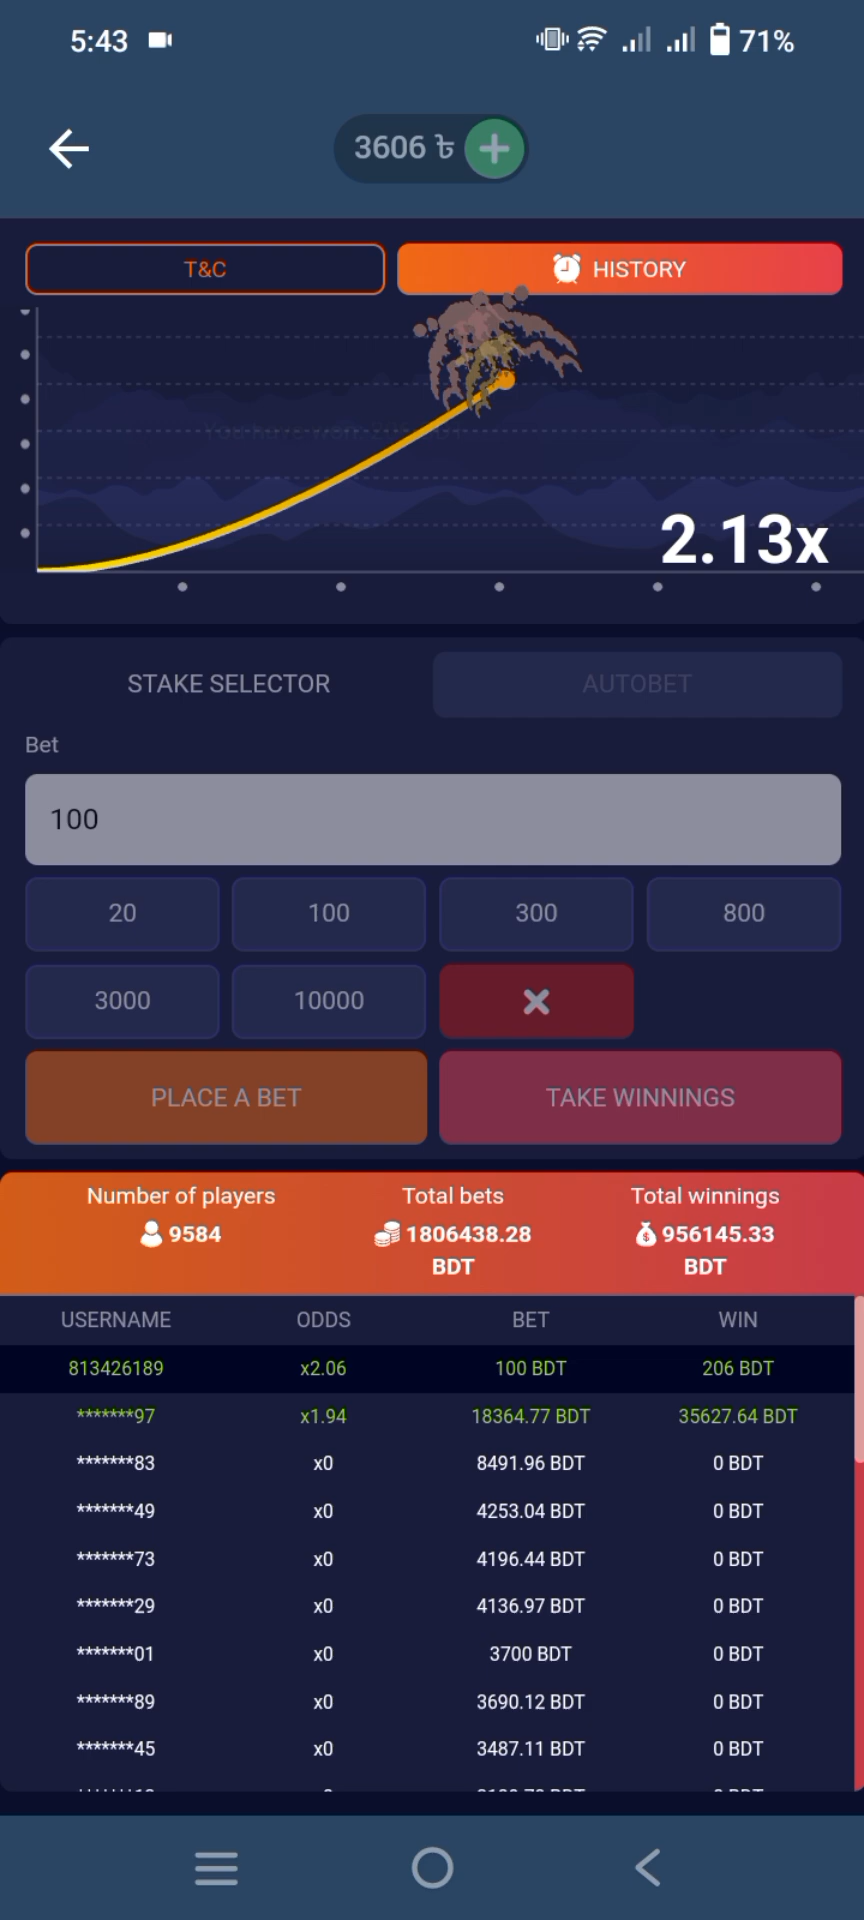 5:43 71%
3606 ৳
T&C HISTORY
2.13x
STAKE SELECTOR AUTOBET
Bet
100
20 100 300 800
3000 10000
PLACE A BET TAKE WINNINGS
Number of players Total bets Total winnings
9584 1806438.28 956145.33
BDT BDT
USERNAME ODDS BET WIN
813426189 x2.06 100 BDT 206 BDT
*******97 x1.94 18364.77 BDT 35627.64 BDT
*******83 x0 8491.96 BDT 0 BDT
*******49 x0 4253.04 BDT 0 BDT
*******73 x0 4196.44 BDT 0 BDT
*******29 x0 4136.97 BDT 0 BDT
*******01 x0 3700 BDT 0 BDT
*******89 x0 3690.12 BDT 0 BDT
*******45 x0 3487.11 BDT 0 BDT